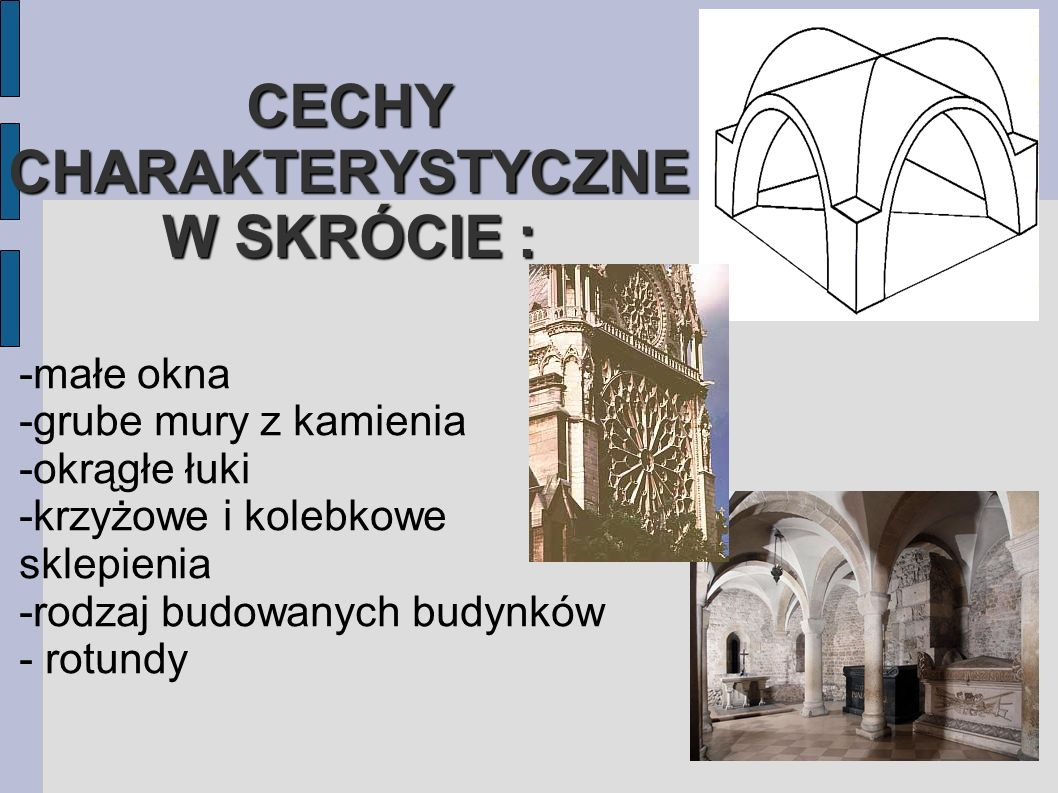 CECHY
CHARAKTERYSTYCZNE
W SKRÓCIE :
-małe okna
-grube mury z kamienia
-okrągłe łuki
-krzyżowe i kolebkowe
sklepienia
-rodzaj budowanych budynków
- rotundy